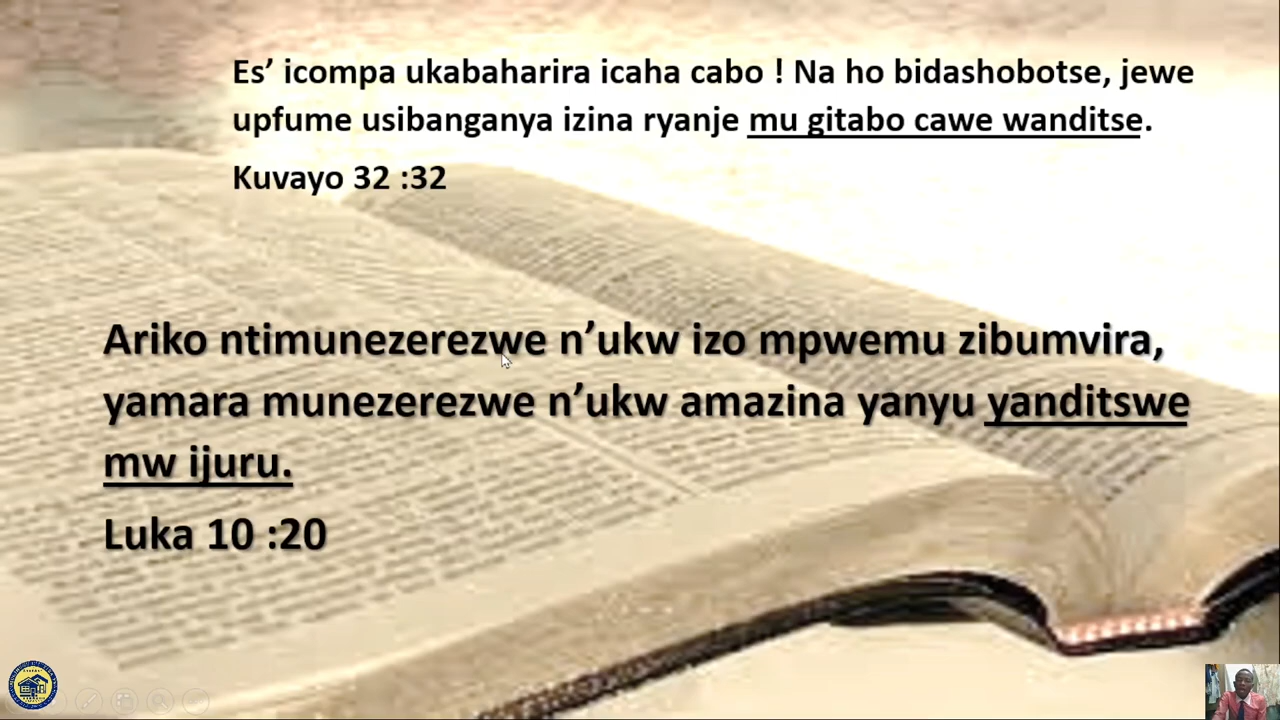 Es’ icompa ukabaharira icaha cabo ! Na ho bidashobotse, jewe
upfume usibanganya izina ryanje mu gitabo cawe wanditse.
Kuvayo 32 :32
Ariko ntimunezerezwe n’ukw izo mpwemu zibumvira,
yamara munezerezwe n’ukw amazina yanyu yanditswe
mw ijuru.
Luka 10 :20